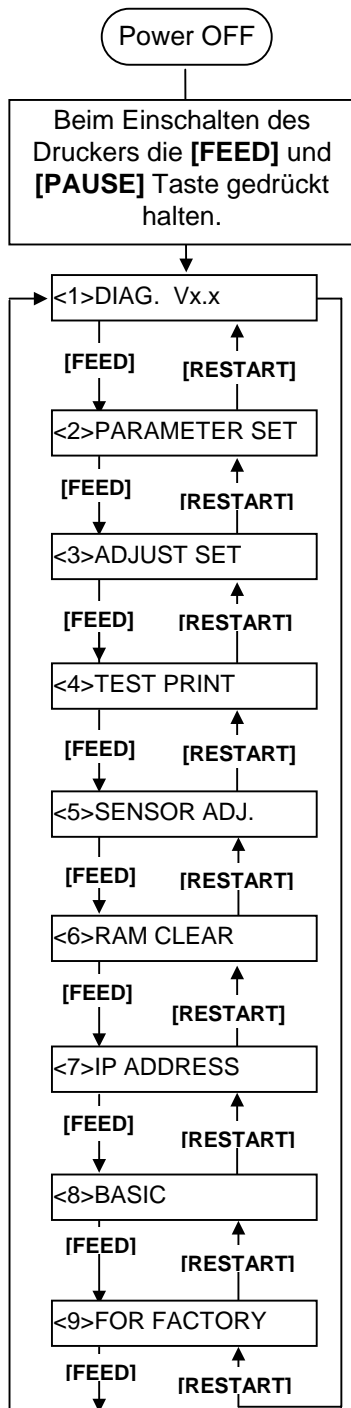 Power OFF
Beim Einschalten des
Druckers die [FEED] und
[PAUSE] Taste gedrückt
halten.
<1>DIAG. Vx.x
[FEED] [RESTART]
<2>PARAMETER SET
[FEED] [RESTART]
<3>ADJUST SET
[FEED] [RESTART]
<4>TEST PRINT
[FEED] [RESTART]
<5>SENSOR ADJ.
[FEED] [RESTART]
<6>RAM CLEAR
[FEED] [RESTART]
<7>IP ADDRESS
[FEED] [RESTART]
<8>BASIC
[FEED] [RESTART]
<9>FOR FACTORY
[FEED] [RESTART]